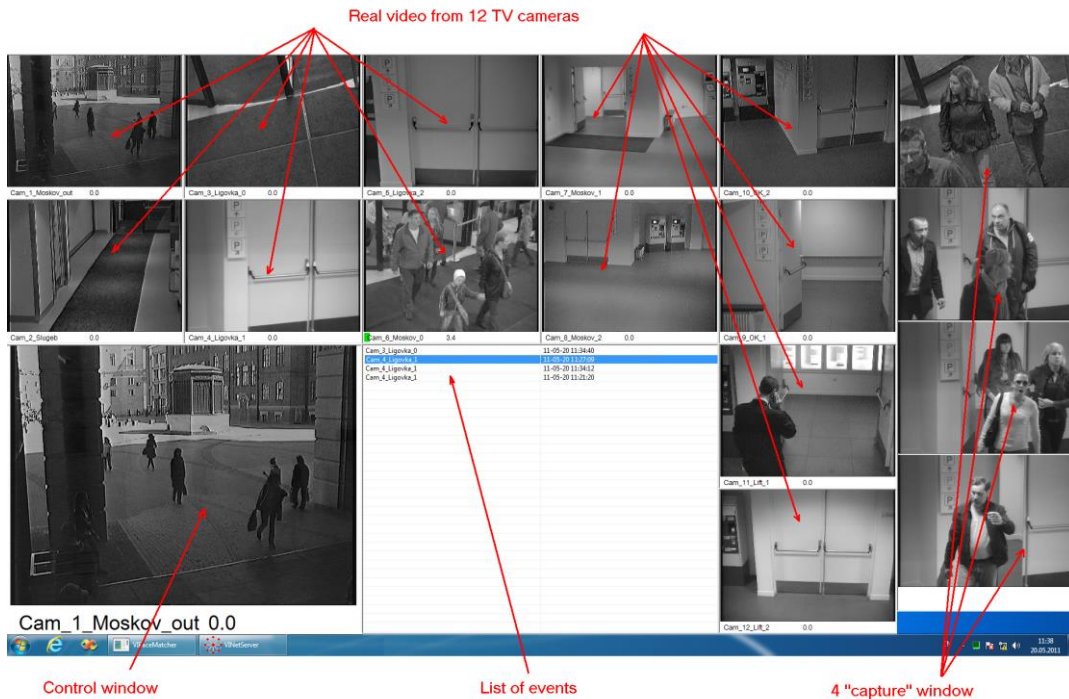 Real video from 12 TV cameras
Cam_1_Moskov_out 0.0
Cam_3_Ligovka_0 0.0
Cam_5_Ligovka_2 0.0
Cam_7_Moskov_1 0.0
Cam_10_OK_2 0.0
Cam_2_Slugeb 0.0
Cam_4_Ligovka_1 0.0
Cam_6_Moskov_0 3.4
Cam_8_Moskov_2 0.0
Cam_9_OK_1 0.0
Cam_3_Ligovka_0 11-05-20 11:34:40
Cam_4_Ligovka_1 11-05-20 11:27:09
Cam_4_Ligovka_1 11-05-20 11:34:12
Cam_4_Ligovka_1 11-05-20 11:21:20
Cam_11_Lift_1 0.0
Cam_12_Lift_2 0.0
Cam_1_Moskov_out 0.0
VIFaceMatcher
VINetServer
11:38
20.05.2011
Control window
List of events
4 "capture" window